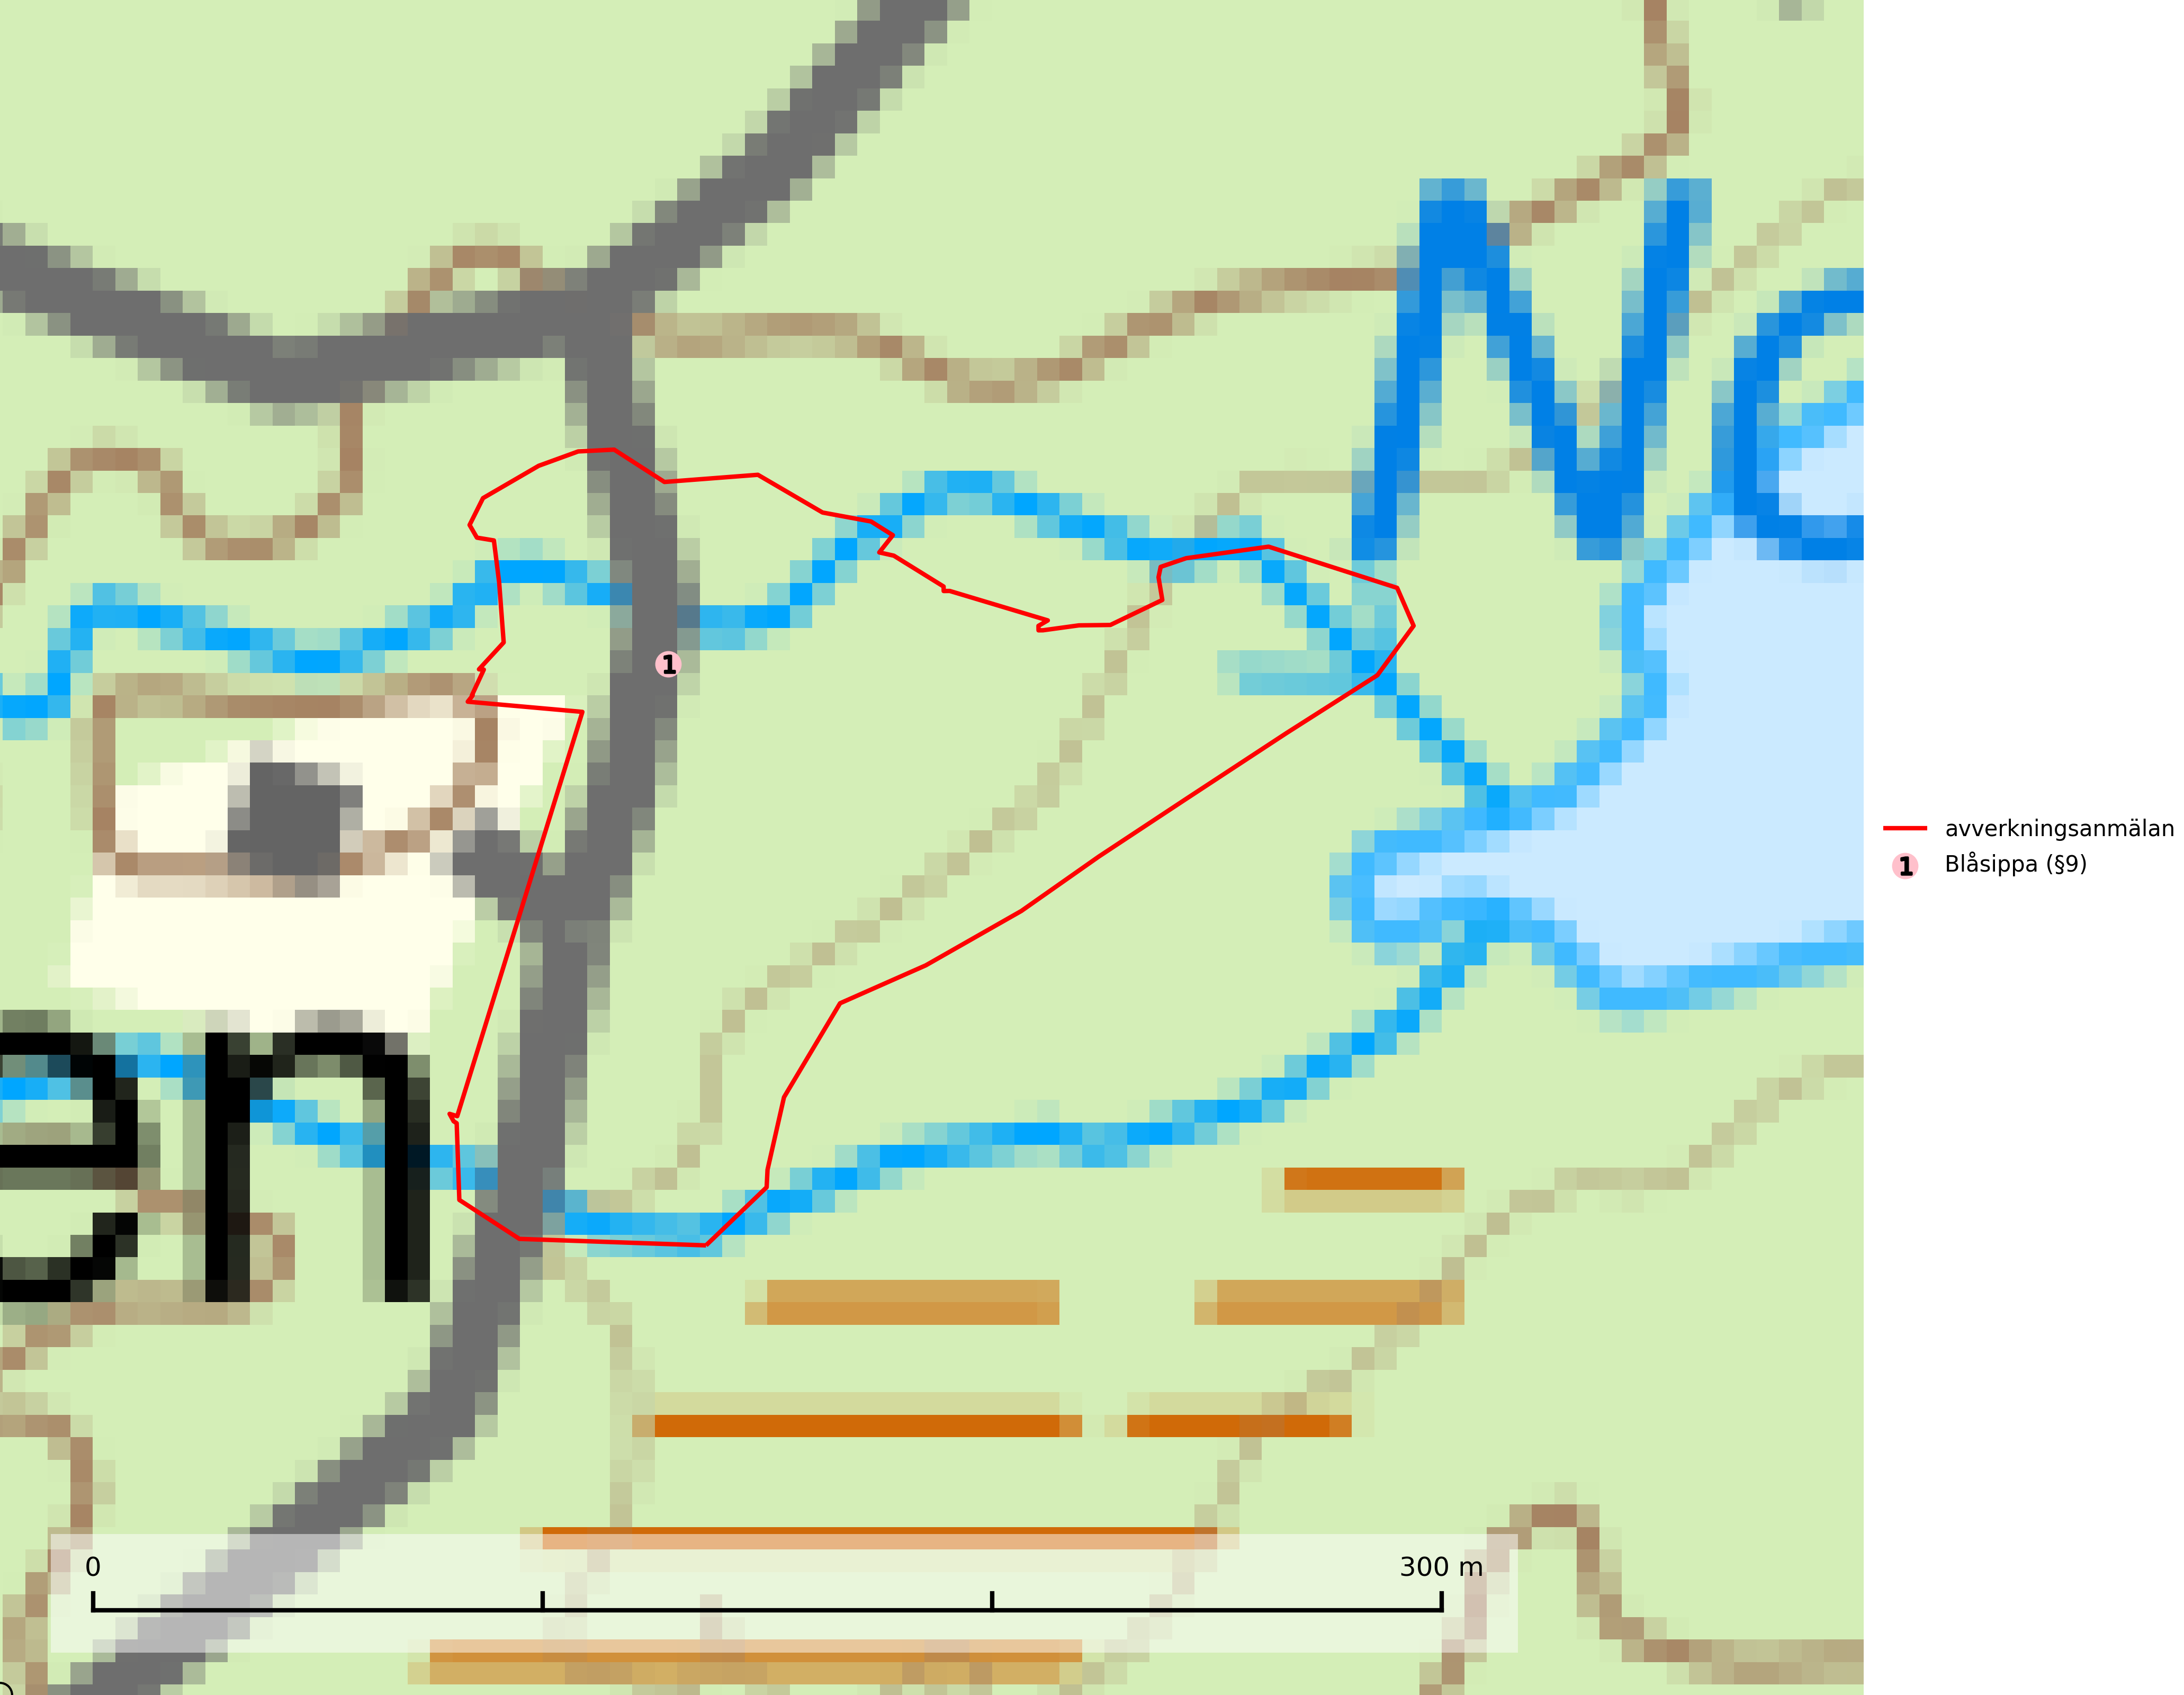 1
0
300 m
avverkningsanmälan
1 Blåsippa (§9)